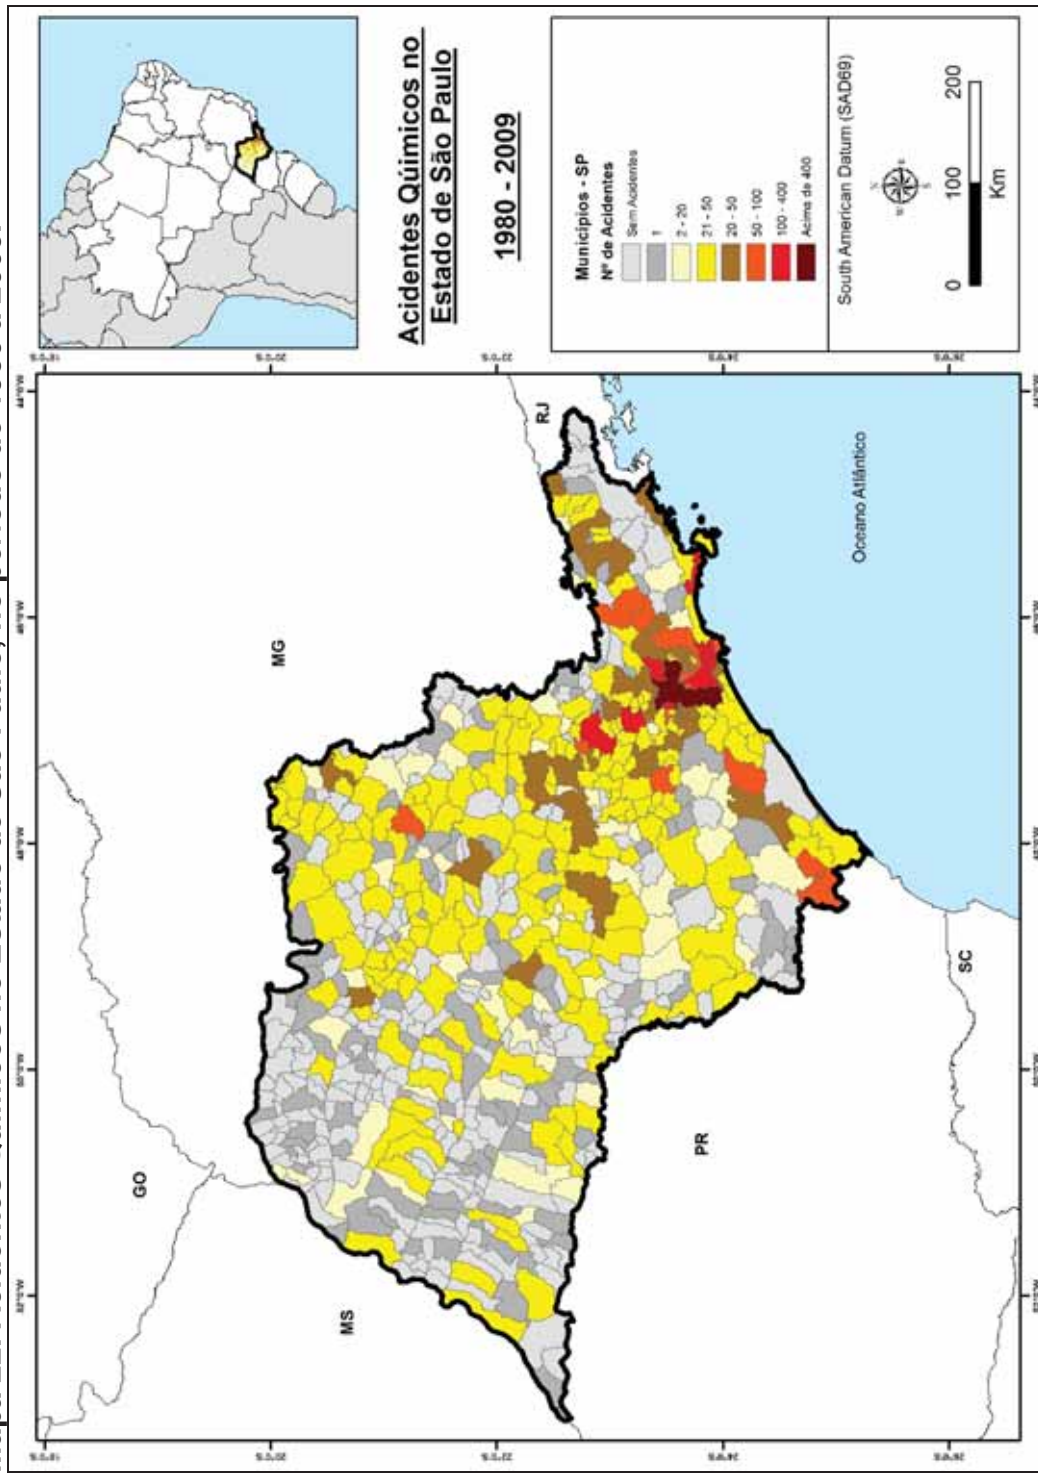 Acidentes Qúimicos no
Estado de São Paulo
1980 - 2009
Municípios - SP
Nº de Acidentes
Sem Acidentes
1
2 - 20
21 - 50
20 - 50
50 - 100
100 - 400
Acima de 400
South American Datum (SAD69)
0 100 200
Km
GO
MG
MS
RJ
PR
SC
Oceano Atlântico